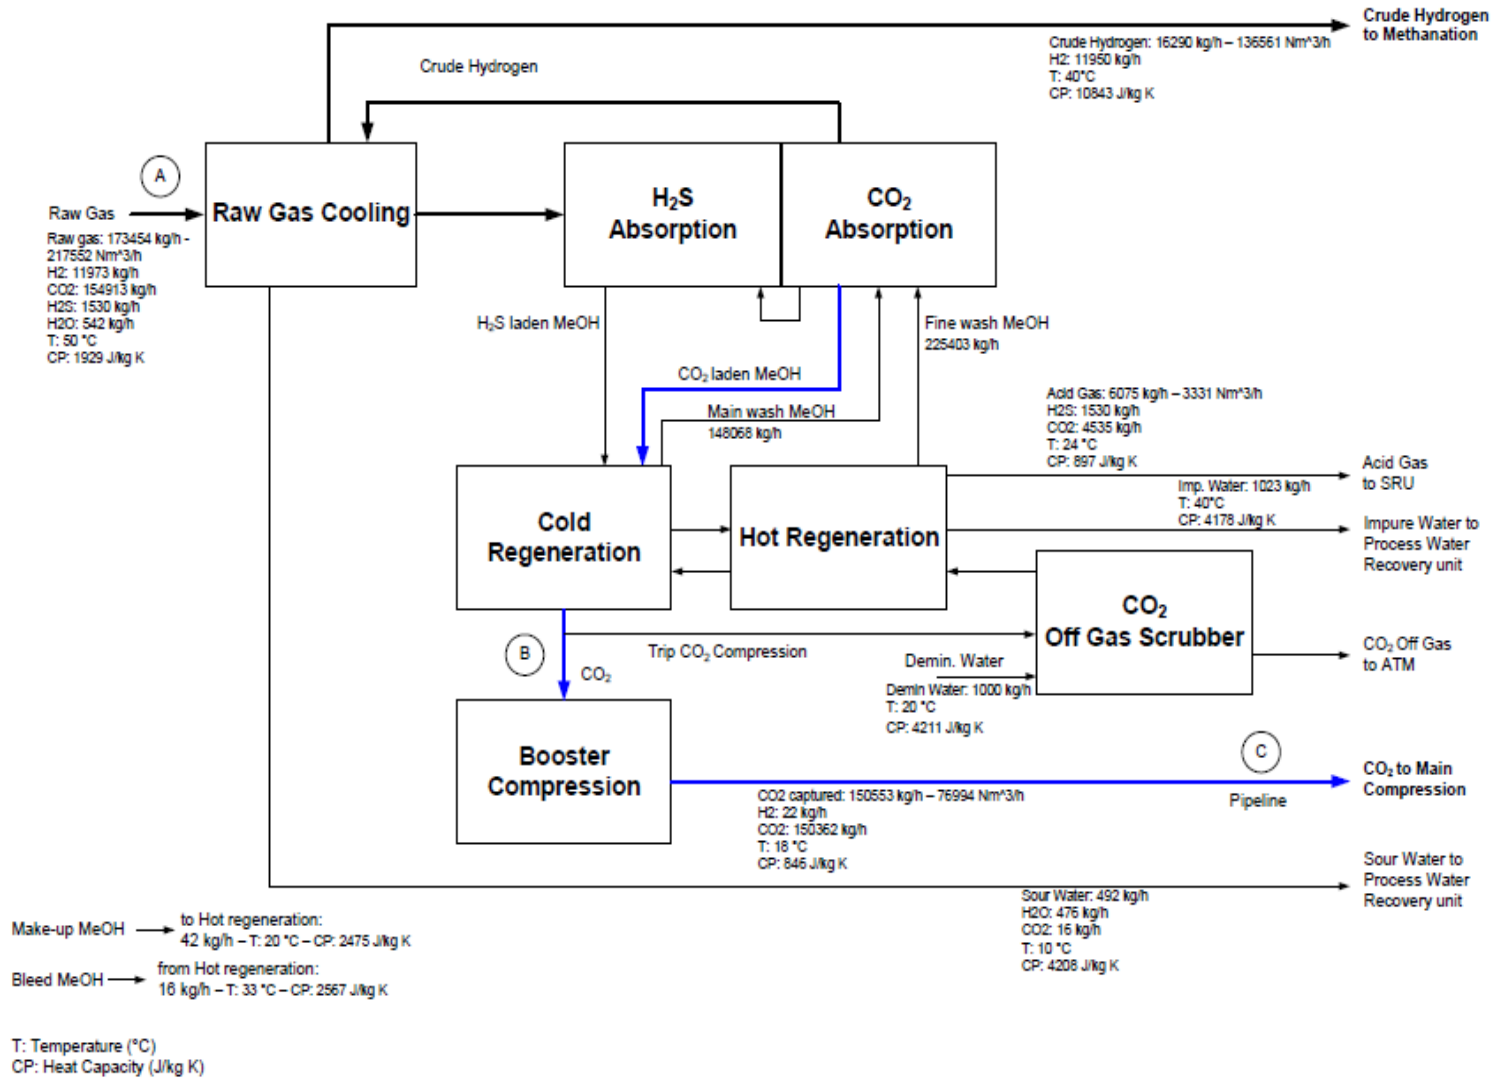 Crude Hydrogen
to Methanation
Crude Hydrogen: 16290 kg/h – 136561 Nm^3/h
H2: 11950 kg/h
T: 40°C
CP: 10843 J/kg K
Crude Hydrogen
A
Raw Gas
Raw gas: 173454 kg/h -
217552 Nm^3/h
H2: 11973 kg/h
CO2: 154913 kg/h
H2S: 1530 kg/h
H2O: 542 kg/h
T: 50 °C
CP: 1929 J/kg K
Raw Gas Cooling
H2S
Absorption
CO2
Absorption
H2S laden MeOH
Fine wash MeOH
225403 kg/h
CO2 laden MeOH
Main wash MeOH
148068 kg/h
Acid Gas: 6075 kg/h – 3331 Nm^3/h
H2S: 1530 kg/h
CO2: 4535 kg/h
T: 24 °C
CP: 897 J/kg K
Acid Gas
to SRU
Imp. Water: 1023 kg/h
T: 40°C
CP: 4178 J/kg K
Impure Water to
Process Water
Recovery unit
Cold
Regeneration
Hot Regeneration
CO2
Off Gas Scrubber
B
CO2
Trip CO2 Compression
Demin. Water
Demin Water: 1000 kg/h
T: 20 °C
CP: 4211 J/kg K
CO2 Off Gas
to ATM
Booster
Compression
C
Pipeline
CO2 to Main
Compression
CO2 captured: 150553 kg/h – 76994 Nm^3/h
H2: 22 kg/h
CO2: 150362 kg/h
T: 18 °C
CP: 846 J/kg K
Sour Water to
Process Water
Recovery unit
Sour Water: 492 kg/h
H2O: 476 kg/h
CO2: 16 kg/h
T: 10 °C
CP: 4208 J/kg K
Make-up MeOH
to Hot regeneration:
42 kg/h – T: 20 °C – CP: 2475 J/kg K
Bleed MeOH
from Hot regeneration:
16 kg/h – T: 33 °C – CP: 2567 J/kg K
T: Temperature (°C)
CP: Heat Capacity (J/kg K)